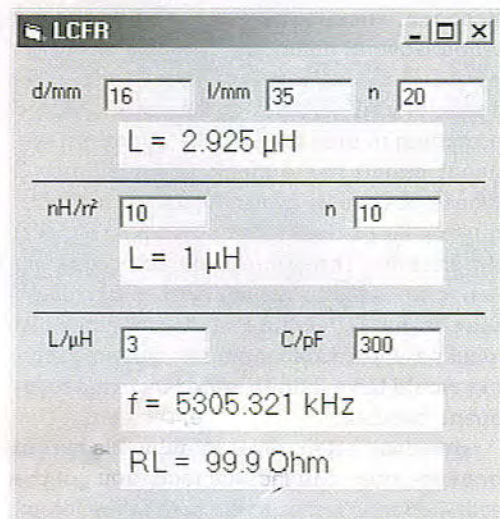 LCFR
d/mm 16 l/mm 35 n 20
L = 2.925 µH
nH/r² 10 n 10
L = 1 µH
L/µH 3 C/pF 300
f = 5305.321 kHz
RL = 99.9 Ohm